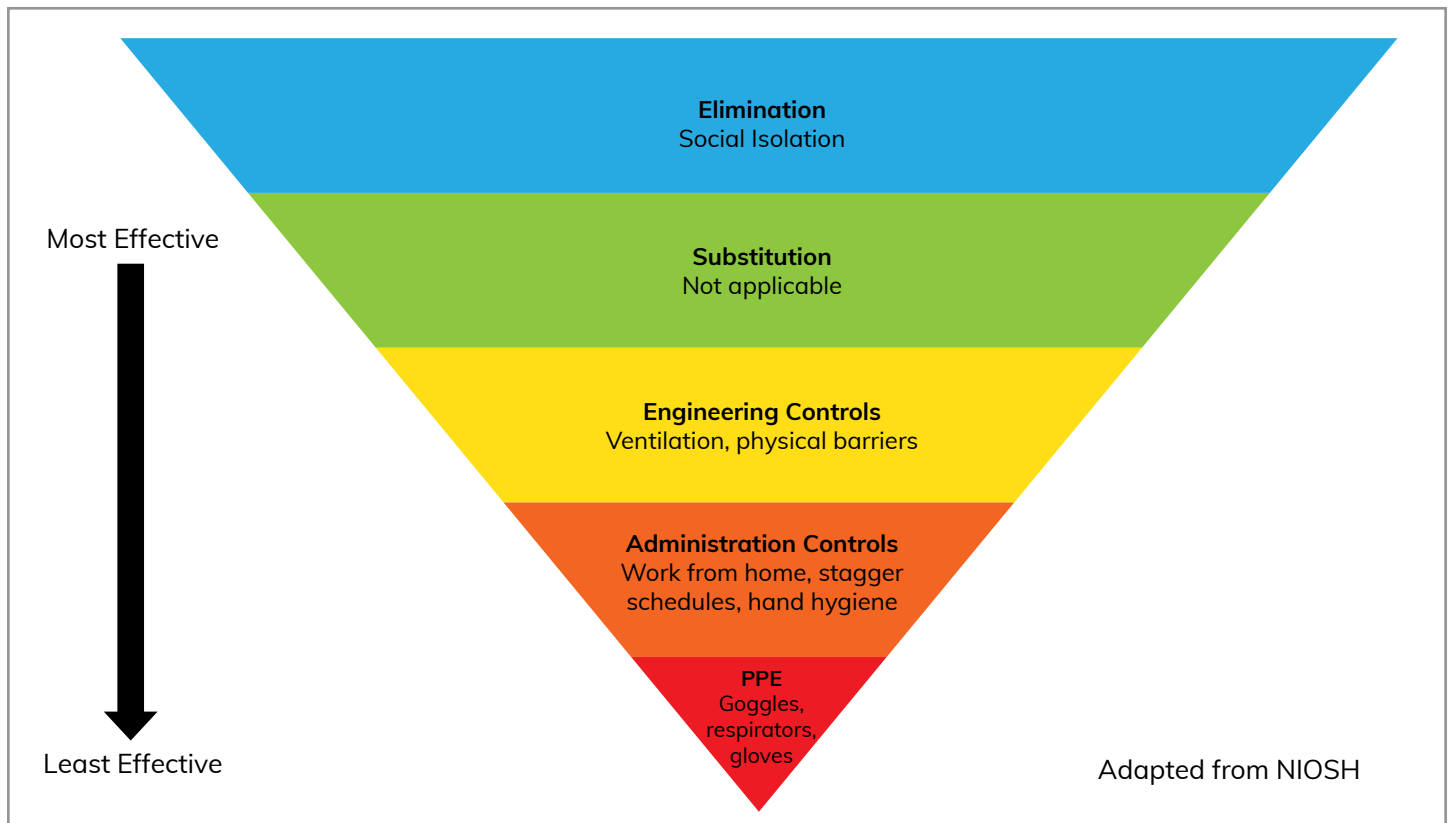 Elimination
Social Isolation
Most Effective
Substitution
Not applicable
Engineering Controls
Ventilation, physical barriers
Administration Controls
Work from home, stagger
schedules, hand hygiene
PPE
Goggles,
respirators,
gloves
Least Effective
Adapted from NIOSH